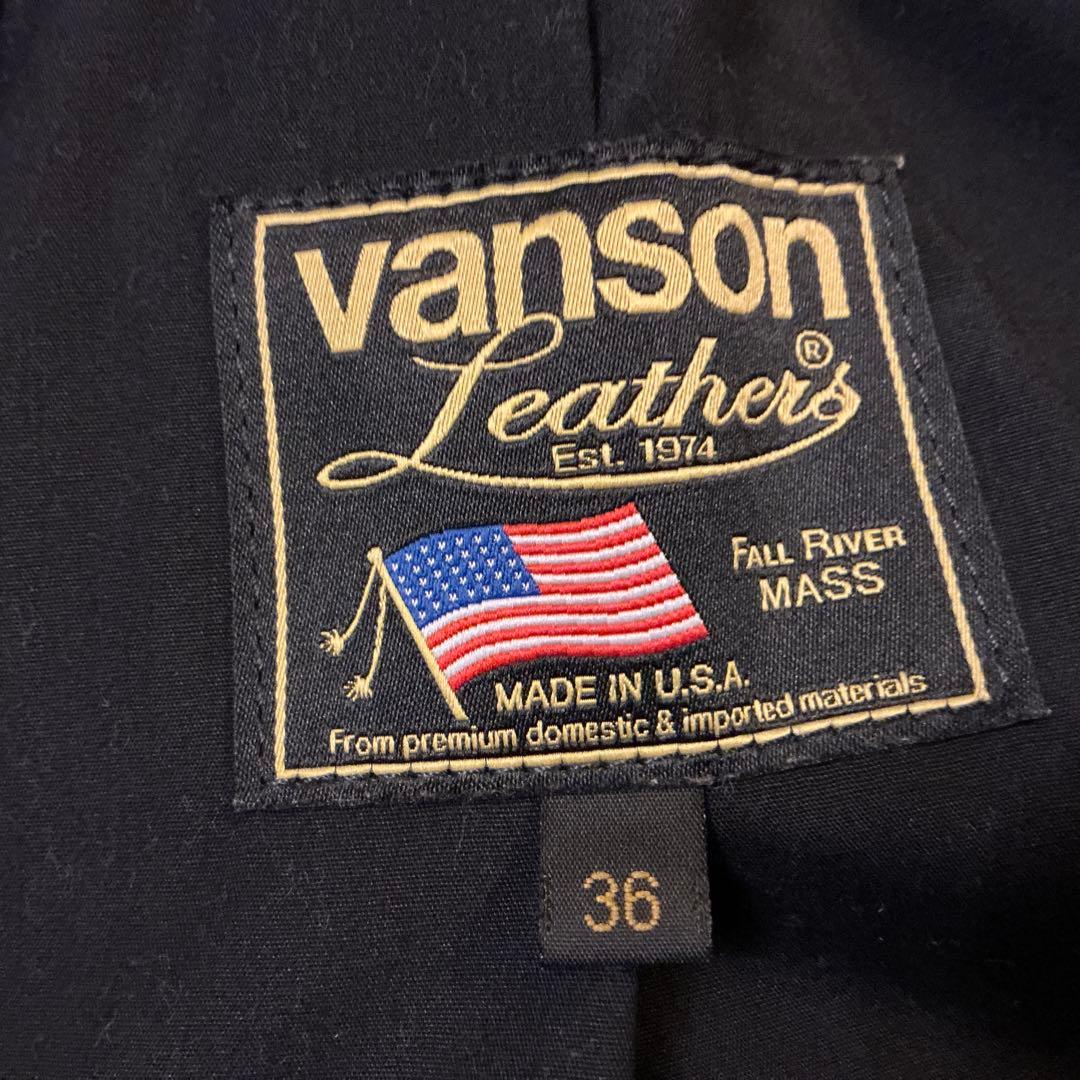 vanson
Leathers®
Est. 1974
FALL RIVER
MASS
MADE IN U.S.A.
From premium domestic & imported materials
36